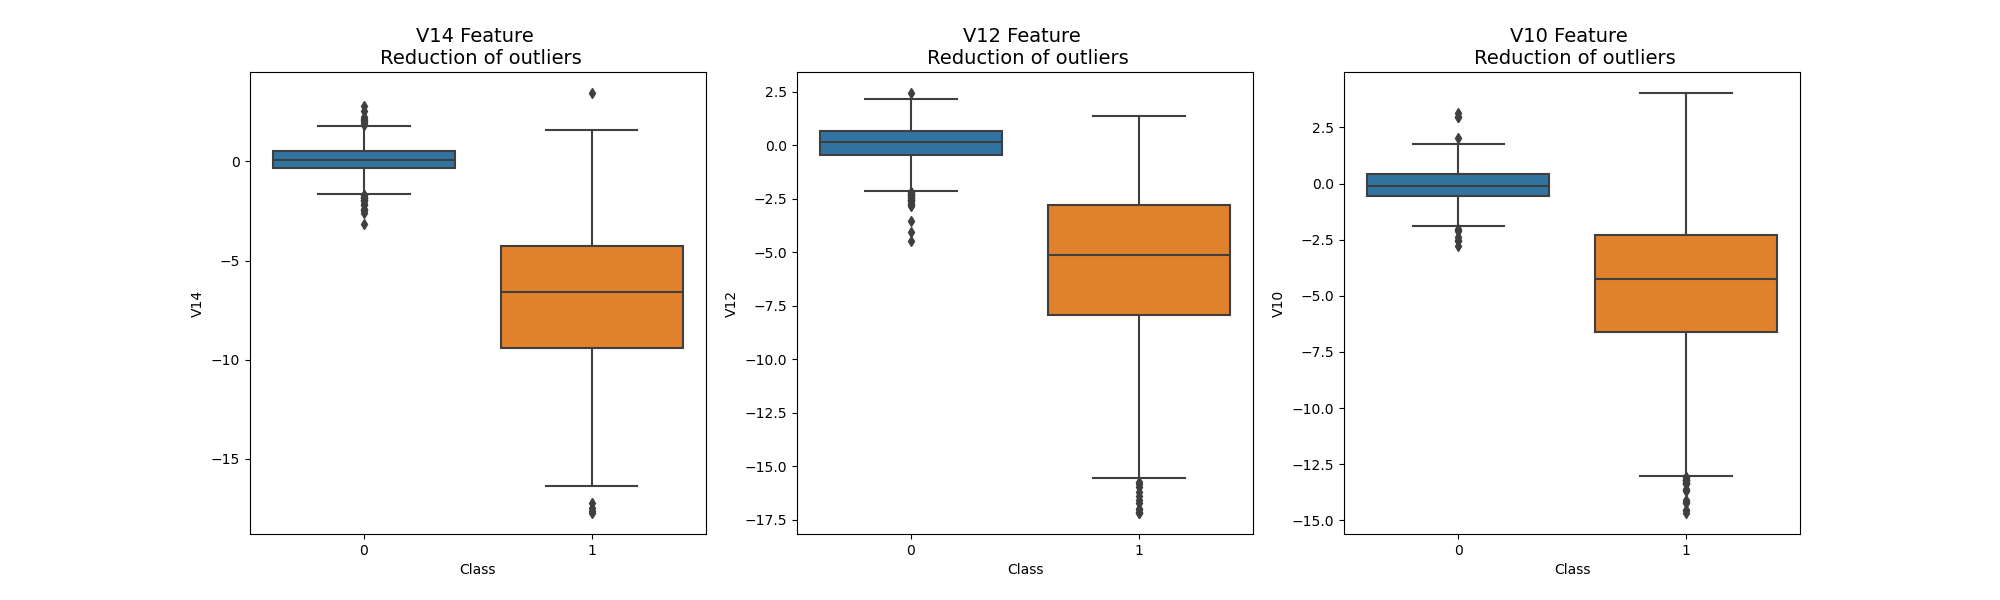 V14 Feature
Reduction of outliers
V12 Feature
Reduction of outliers
V10 Feature
Reduction of outliers
V14
0
−5
−10
−15
0
1
Class
V12
2.5
0.0
−2.5
−5.0
−7.5
−10.0
−12.5
−15.0
−17.5
0
1
Class
V10
2.5
0.0
−2.5
−5.0
−7.5
−10.0
−12.5
−15.0
0
1
Class